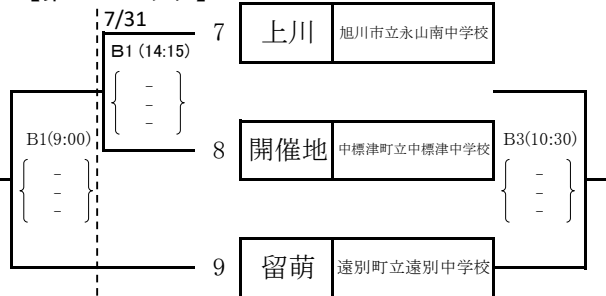 7/31
7 上川 旭川市立永山南中学校
B1 (14:15)
－
－
－
B1(9:00)
8 開催地 中標津町立中標津中学校
B3(10:30)
－
－
－
－
－
－
9 留萌 遠別町立遠別中学校